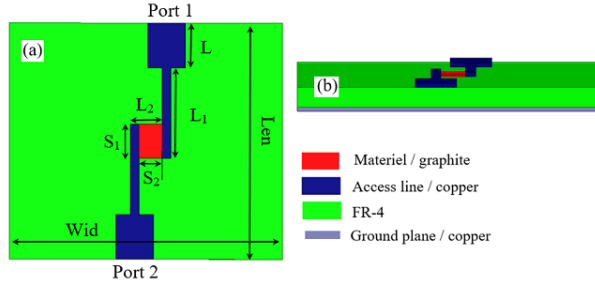 Port 1
(a)
L
L2
L1
S1
S2
Len
Wid
Port 2
(b)
Materiel / graphite
Access line / copper
FR-4
Ground plane / copper